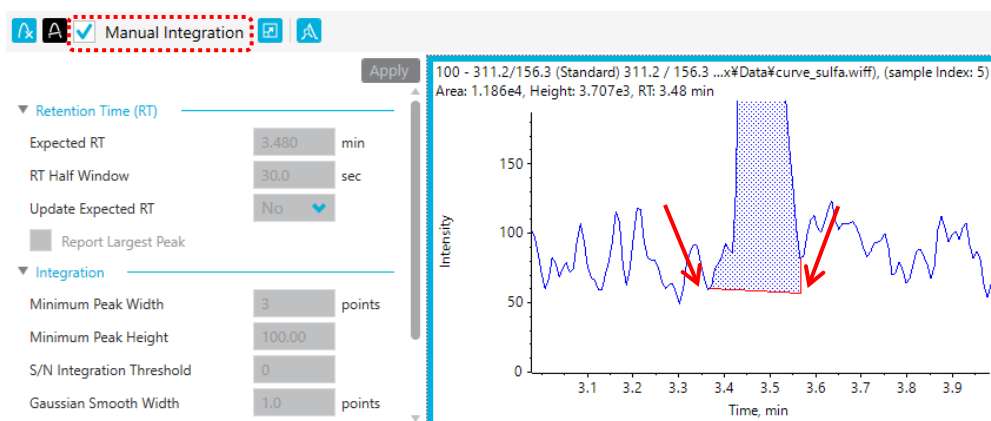 Manual Integration
Apply
Retention Time (RT)
Expected RT 3.480 min
RT Half Window 30.0 sec
Update Expected RT No
Report Largest Peak
Integration
Minimum Peak Width 3 points
Minimum Peak Height 100.00
S/N Integration Threshold 0
Gaussian Smooth Width 1.0 points
100 - 311.2/156.3 (Standard) 311.2 / 156.3 ...x¥Data¥curve_sulfa.wiff), (sample Index: 5)
Area: 1.186e4, Height: 3.707e3, RT: 3.48 min
Intensity
150
100
50
0
3.1 3.2 3.3 3.4 3.5 3.6 3.7 3.8 3.9
Time, min